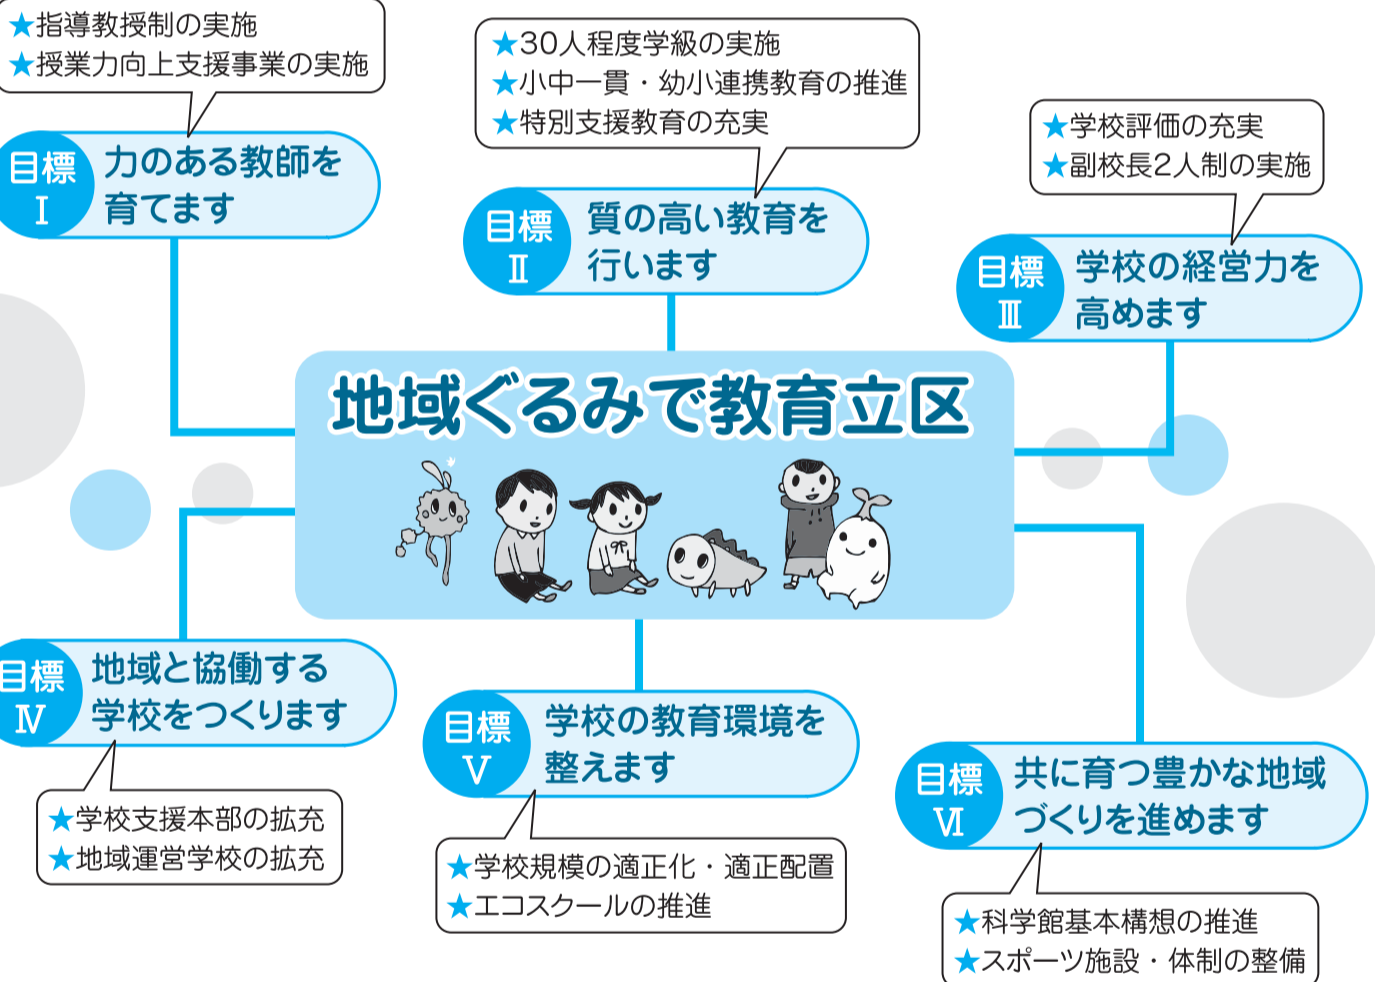 ★指導教授制の実施
★授業力向上支援事業の実施
目標
Ⅰ
力のある教師を
育てます
★30人程度学級の実施
★小中一貫・幼小連携教育の推進
★特別支援教育の充実
目標
Ⅱ
質の高い教育を
行います
★学校評価の充実
★副校長2人制の実施
目標
Ⅲ
学校の経営力を
高めます
地域ぐるみで教育立区
目標
Ⅳ
地域と協働する
学校をつくります
★学校支援本部の拡充
★地域運営学校の拡充
目標
Ⅴ
学校の教育環境を
整えます
★学校規模の適正化・適正配置
★エコスクールの推進
目標
Ⅵ
共に育つ豊かな地域
づくりを進めます
★科学館基本構想の推進
★スポーツ施設・体制の整備